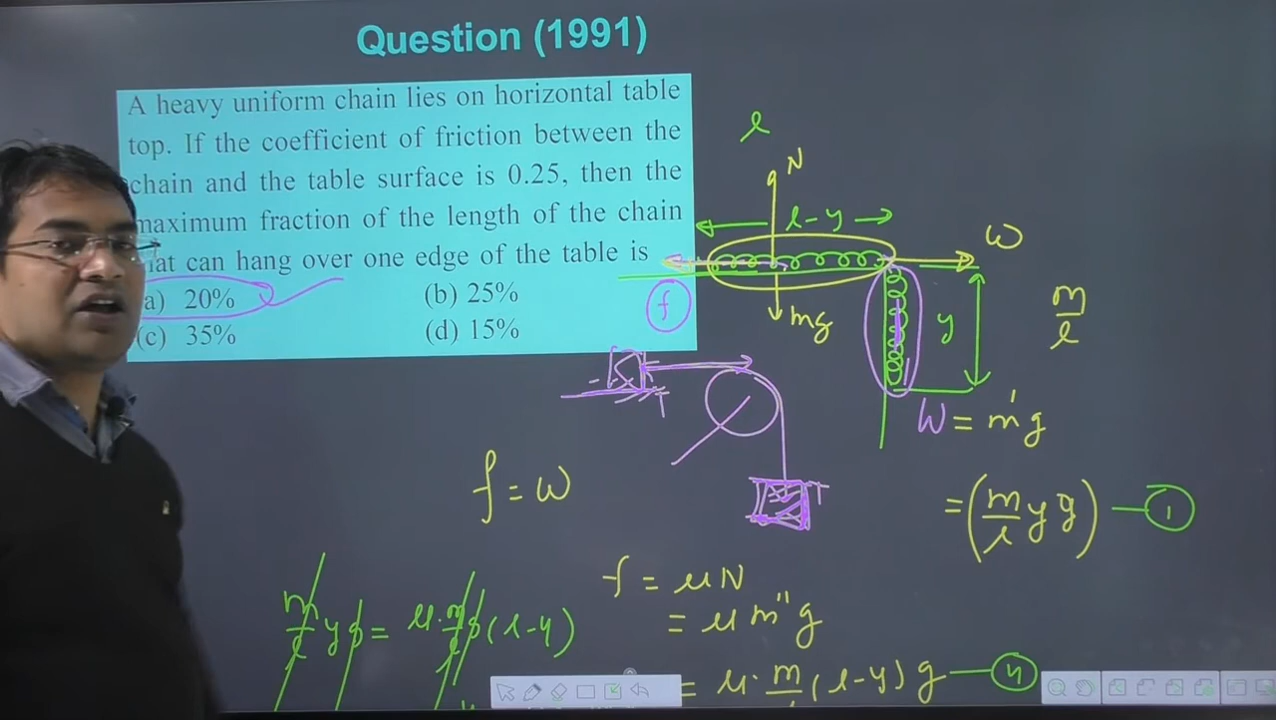 Question (1991)
A heavy uniform chain lies on horizontal table
top. If the coefficient of friction between the
chain and the table surface is 0.25, then the
maximum fraction of the length of the chain
hat can hang over one edge of the table is
a) 20% (b) 25%
(c) 35% (d) 15%
l
N
l-y
w
f
mg
y
m/l
T
T
W = m'g
= (m/l y g) — 1
f = w
f = μN
= μ m" g
= μ · m/l (l-y) g — 4
m/l y g = μ · m/l g (l-y)